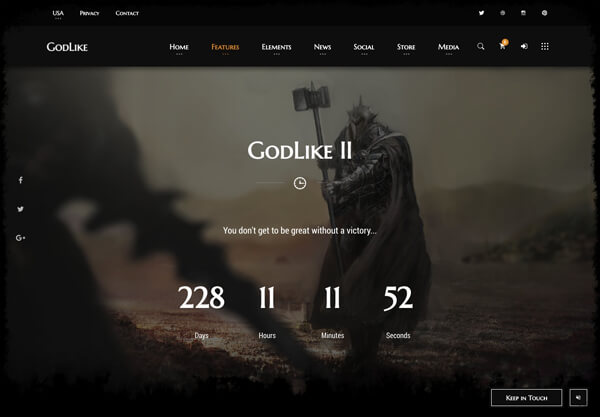 USA Privacy Contact
GodLike Home Features Elements News Social Store Media
GodLike II
You don't get to be great without a victory...
228 11 11 52
Days Hours Minutes Seconds
Keep in Touch